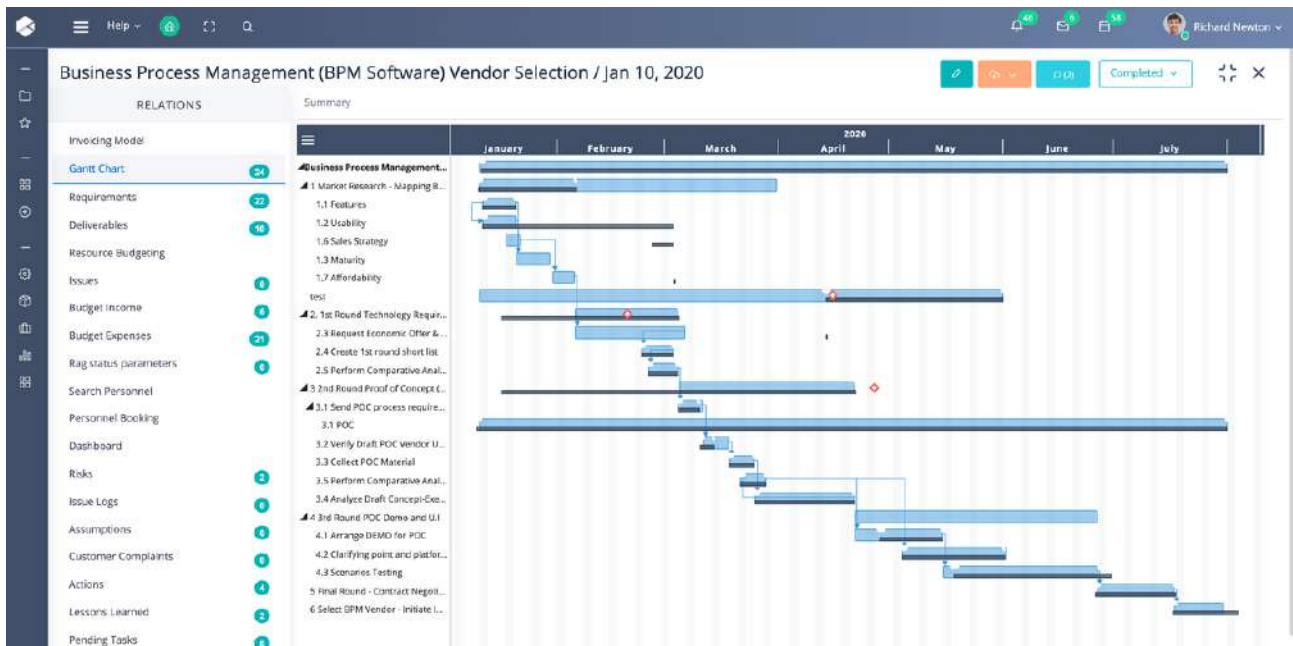 Help
46
6
58
Richard Newton
Business Process Management (BPM Software) Vendor Selection / Jan 10, 2020
Completed
RELATIONS
Summary
Invoicing Model
Gantt Chart 24
Requirements 22
Deliverables
Resource Budgeting
Issues
Budget Income
Budget Expenses 21
Rag status parameters
Search Personnel
Personnel Booking
Dashboard
Risks 2
Issue Logs
Assumptions
Customer Complaints
Actions 4
Lessons Learned 2
Pending Tasks
2020
January February March April May June July
Business Process Management...
1 Market Research - Mapping B...
1.1 Features
1.2 Usability
1.6 Sales Strategy
1.3 Maturity
1.7 Affordability
test
2. 1st Round Technology Requir...
2.3 Request Economic Offer & ...
2.4 Create 1st round short list
2.5 Perform Comparative Anal...
3 2nd Round Proof of Concept (...
3.1 Send POC process require...
3.1 POC
3.2 Verify Draft POC Vendor U...
3.3 Collect POC Material
3.5 Perform Comparative Anal...
3.4 Analyze Draft Concept-Exe...
4 3rd Round POC Demo and U.I
4.1 Arrange DEMO for POC
4.2 Clarifying point and platfor...
4.3 Scenarios Testing
5 Final Round - Contract Negoti...
6 Select BPM Vendor - Initiate I...